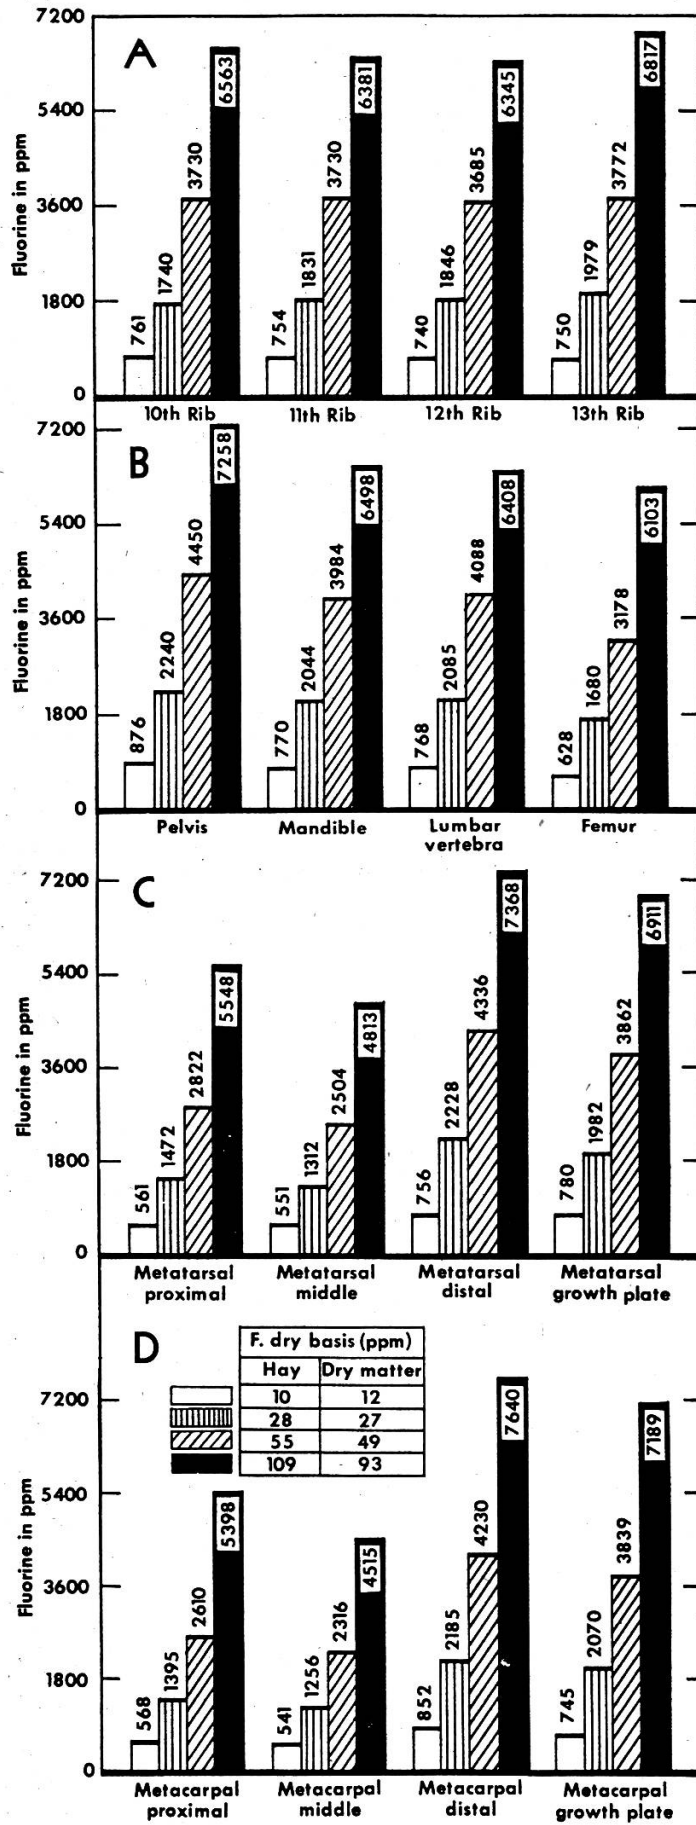 A
Fluorine in ppm
7200
5400
3600
1800
0
761 1740 3730 6563
754 1831 3730 6381
740 1846 3685 6345
750 1979 3772 6817
10th Rib 11th Rib 12th Rib 13th Rib
B
Fluorine in ppm
7200
5400
3600
1800
0
876 2240 4450 7258
770 2044 3984 6498
768 2085 4088 6408
628 1680 3178 6103
Pelvis Mandible Lumbar Femur
vertebra
C
Fluorine in ppm
7200
5400
3600
1800
0
561 1472 2822 5548
551 1312 2504 4813
756 2228 4336 7368
780 1982 3862 6911
Metatarsal Metatarsal Metatarsal Metatarsal
proximal middle distal growth plate
D
F. dry basis (ppm)
Hay Dry matter
10 12
28 27
55 49
109 93
Fluorine in ppm
7200
5400
3600
1800
0
568 1395 2610 5398
541 1256 2316 4515
852 2185 4230 7640
745 2070 3839 7189
Metacarpal Metacarpal Metacarpal Metacarpal
proximal middle distal growth plate